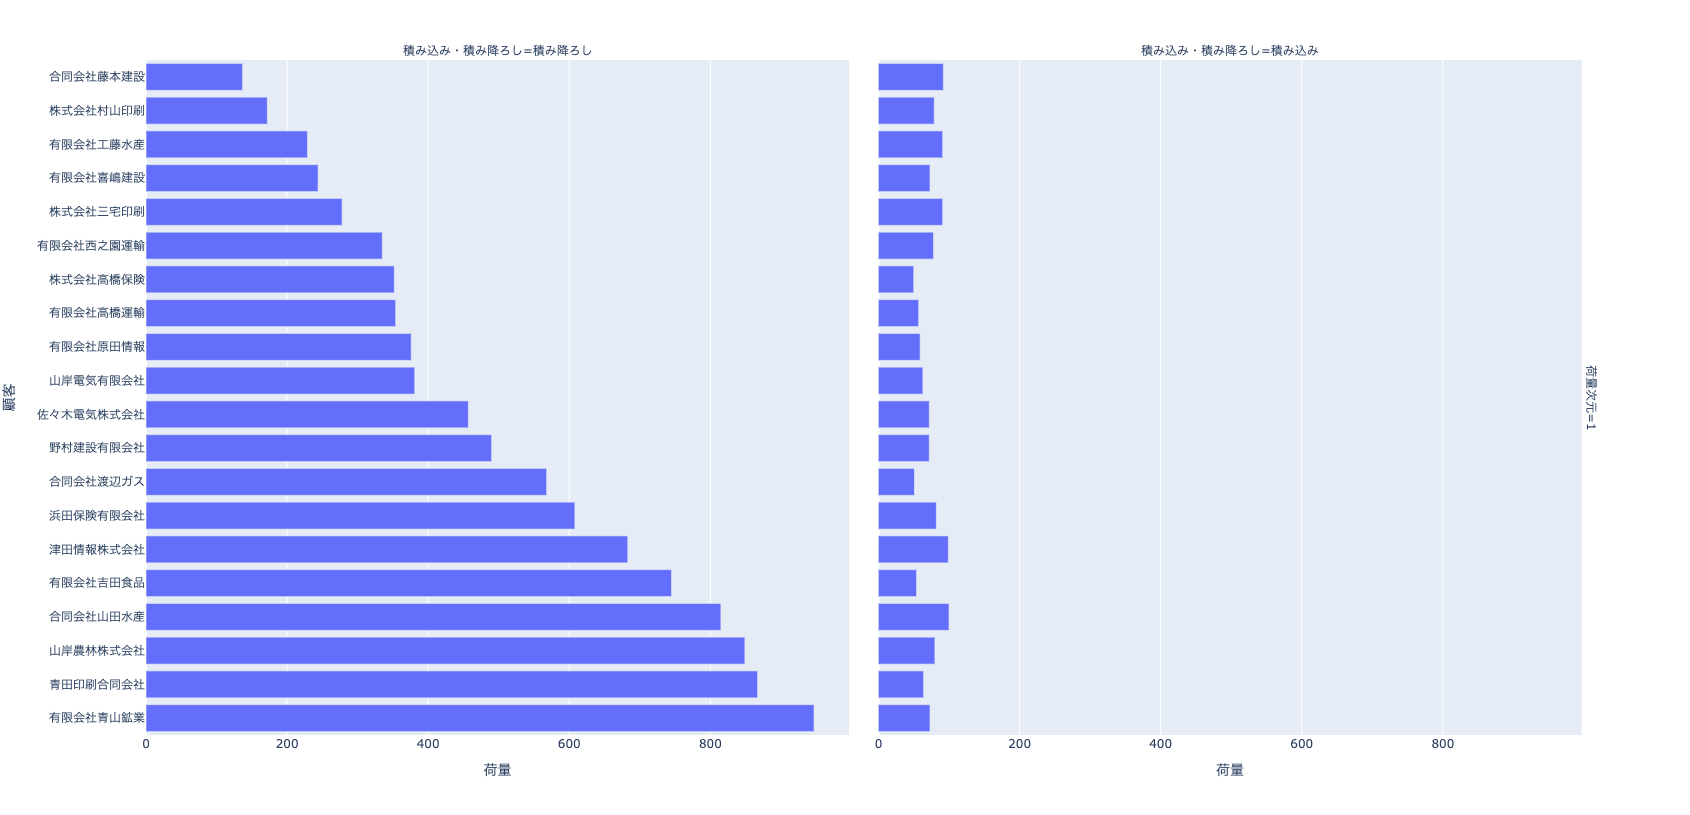 積み込み・積み降ろし=積み降ろし
積み込み・積み降ろし=積み込み
顧客
合同会社藤本建設
株式会社村山印刷
有限会社工藤水産
有限会社喜嶋建設
株式会社三宅印刷
有限会社西之園運輸
株式会社高橋保険
有限会社高橋運輸
有限会社原田情報
山岸電気有限会社
佐々木電気株式会社
野村建設有限会社
合同会社渡辺ガス
浜田保険有限会社
津田情報株式会社
有限会社吉田食品
合同会社山田水産
山岸農林株式会社
青田印刷合同会社
有限会社青山鉱業
荷量次元=1
0 200 400 600 800
0 200 400 600 800
荷量
荷量